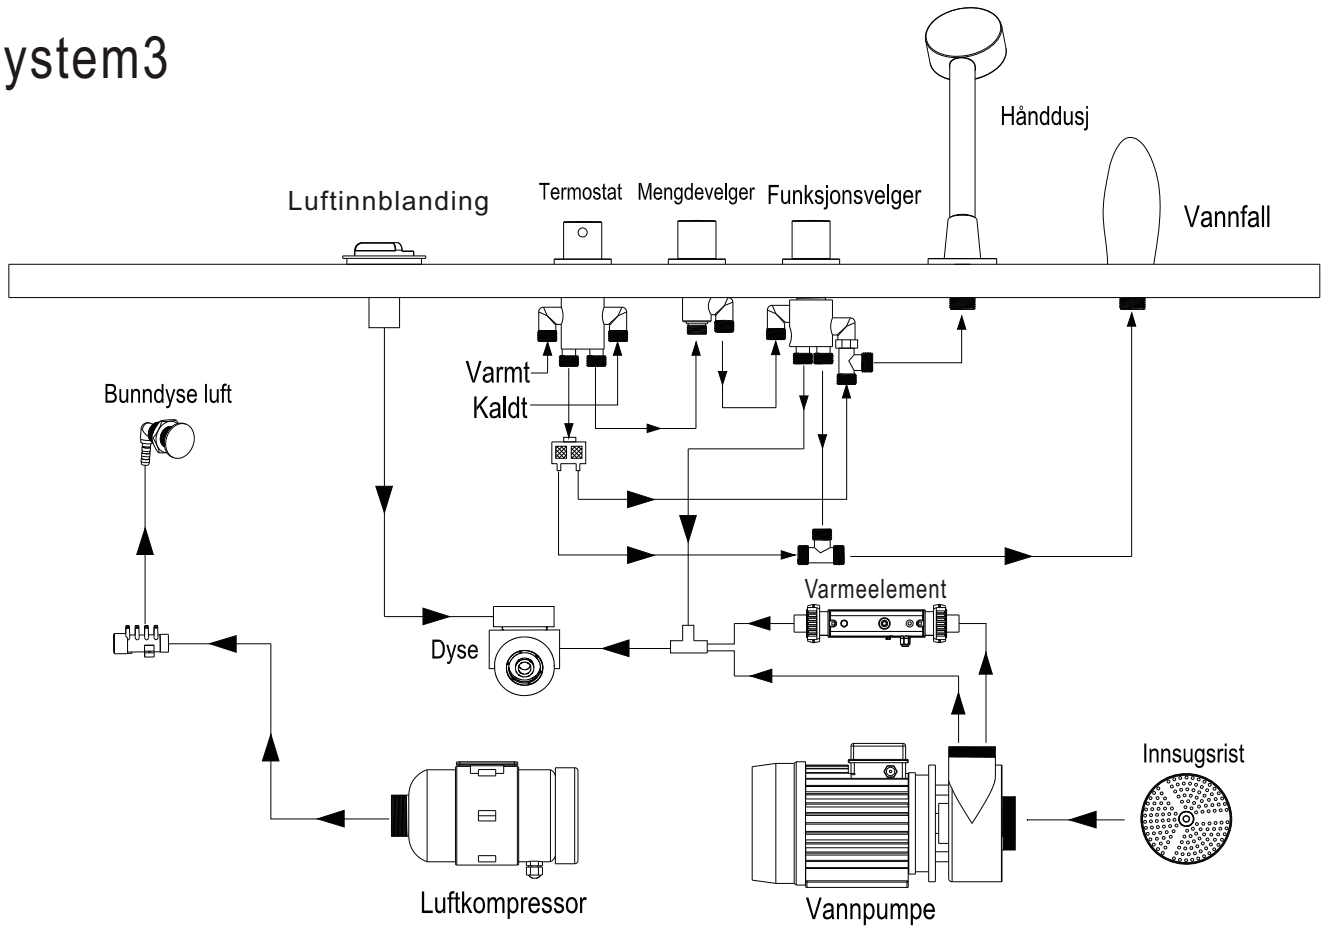 ystem3
Hånddusj
Luftinnblanding
Termostat
Mengdevelger
Funksjonsvelger
Vannfall
Varmt
Kaldt
Bunndyse luft
Varmeelement
Dyse
Innsugsrist
Luftkompressor
Vannpumpe